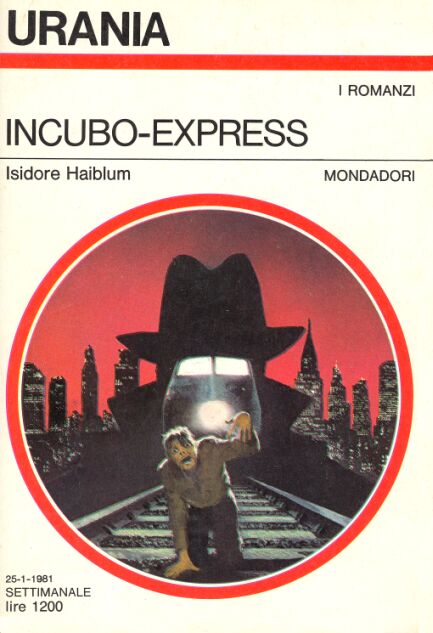 URANIA
I ROMANZI
INCUBO-EXPRESS
Isidore Haiblum
MONDADORI
25-1-1981
SETTIMANALE
lire 1200